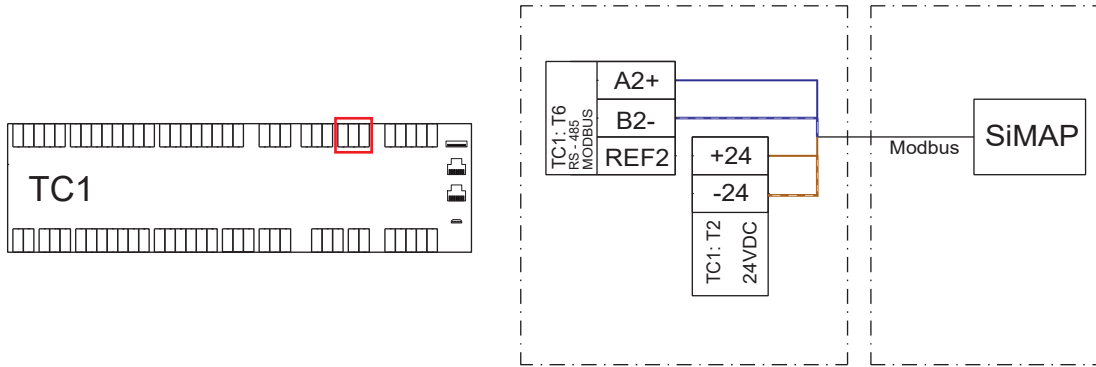 TC1
TC1: T6
RS - 485
MODBUS
A2+
B2-
REF2
+24
-24
TC1: T2
24VDC
Modbus
SiMAP